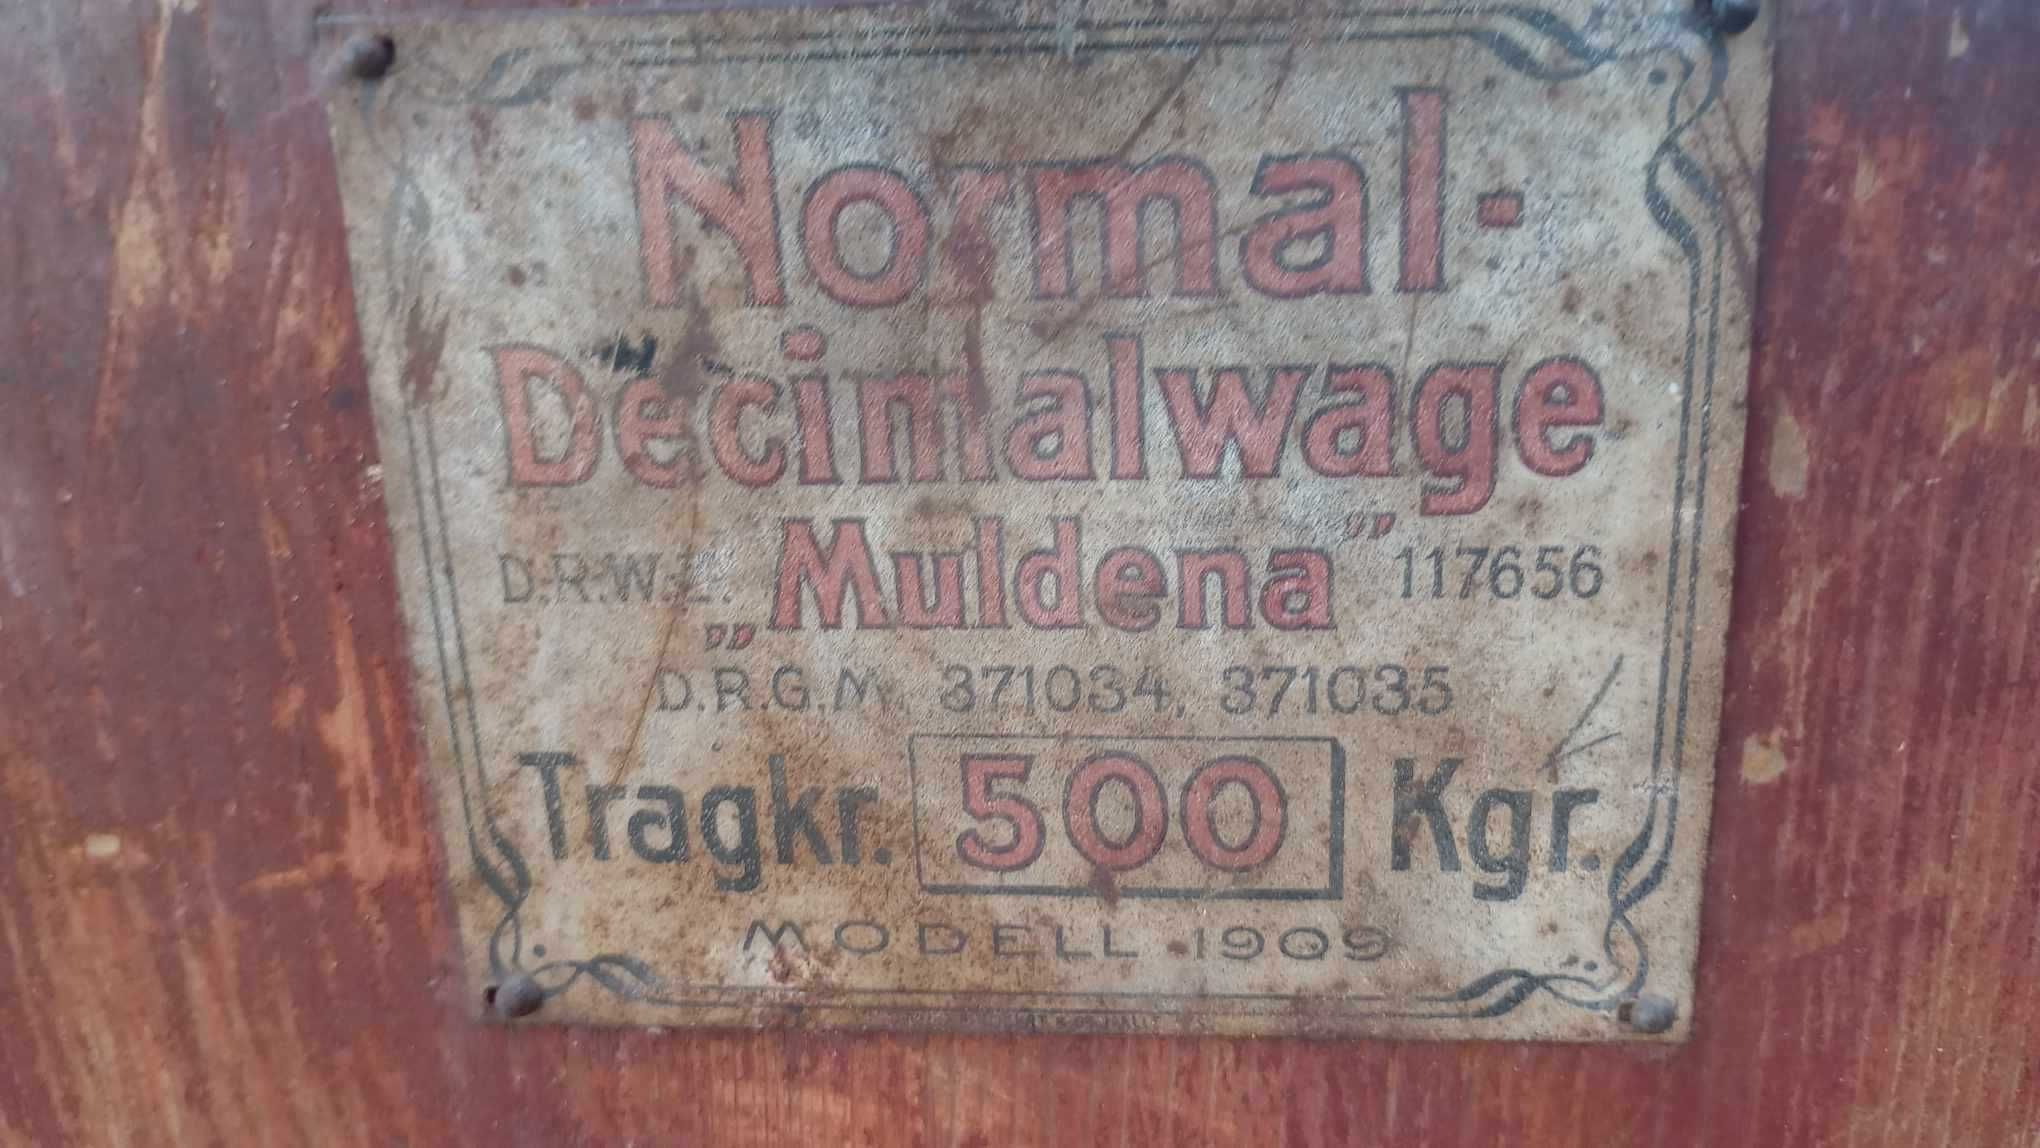 Normal-
Decimalwage
D.R.W.Z. „Muldena" 117656
D.R.G.M. 371034, 371035
Tragkr. 500 Kgr.
MODELL 1909